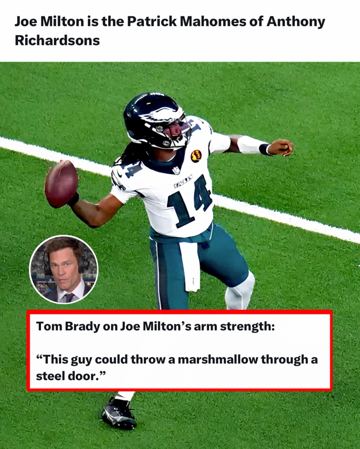 Joe Milton is the Patrick Mahomes of Anthony
Richardsons
14
Tom Brady on Joe Milton's arm strength:
“This guy could throw a marshmallow through a
steel door.”